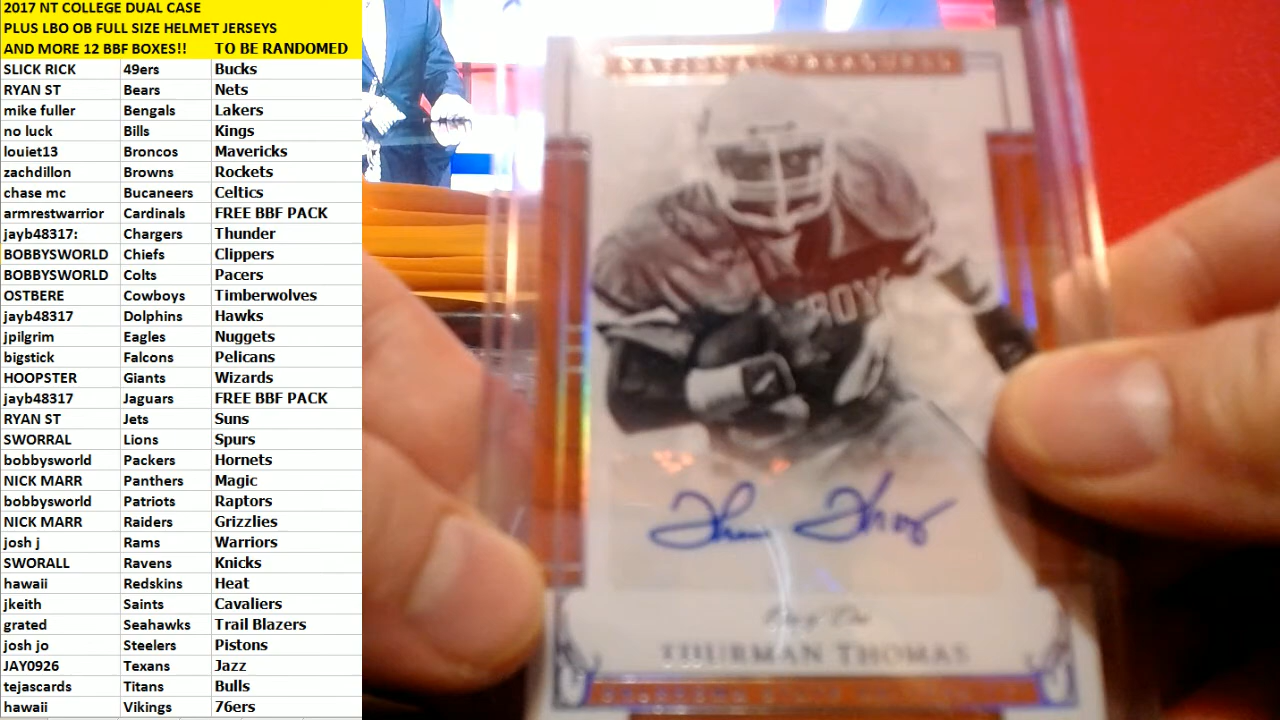 2017 NT COLLEGE DUAL CASE
PLUS LBO OB FULL SIZE HELMET JERSEYS
AND MORE 12 BBF BOXES!! TO BE RANDOMED
SLICK RICK 49ers Bucks
RYAN ST Bears Nets
mike fuller Bengals Lakers
no luck Bills Kings
louiet13 Broncos Mavericks
zachdillon Browns Rockets
chase mc Bucaneers Celtics
armrestwarrior Cardinals FREE BBF PACK
jayb48317: Chargers Thunder
BOBBYSWORLD Chiefs Clippers
BOBBYSWORLD Colts Pacers
OSTBERE Cowboys Timberwolves
jayb48317 Dolphins Hawks
jpilgrim Eagles Nuggets
bigstick Falcons Pelicans
HOOPSTER Giants Wizards
jayb48317 Jaguars FREE BBF PACK
RYAN ST Jets Suns
SWORRAL Lions Spurs
bobbysworld Packers Hornets
NICK MARR Panthers Magic
bobbysworld Patriots Raptors
NICK MARR Raiders Grizzlies
josh j Rams Warriors
SWORALL Ravens Knicks
hawaii Redskins Heat
jkeith Saints Cavaliers
grated Seahawks Trail Blazers
josh jo Steelers Pistons
JAY0926 Texans Jazz
tejascards Titans Bulls
hawaii Vikings 76ers
NATIONAL TREASURES
THURMAN THOMAS